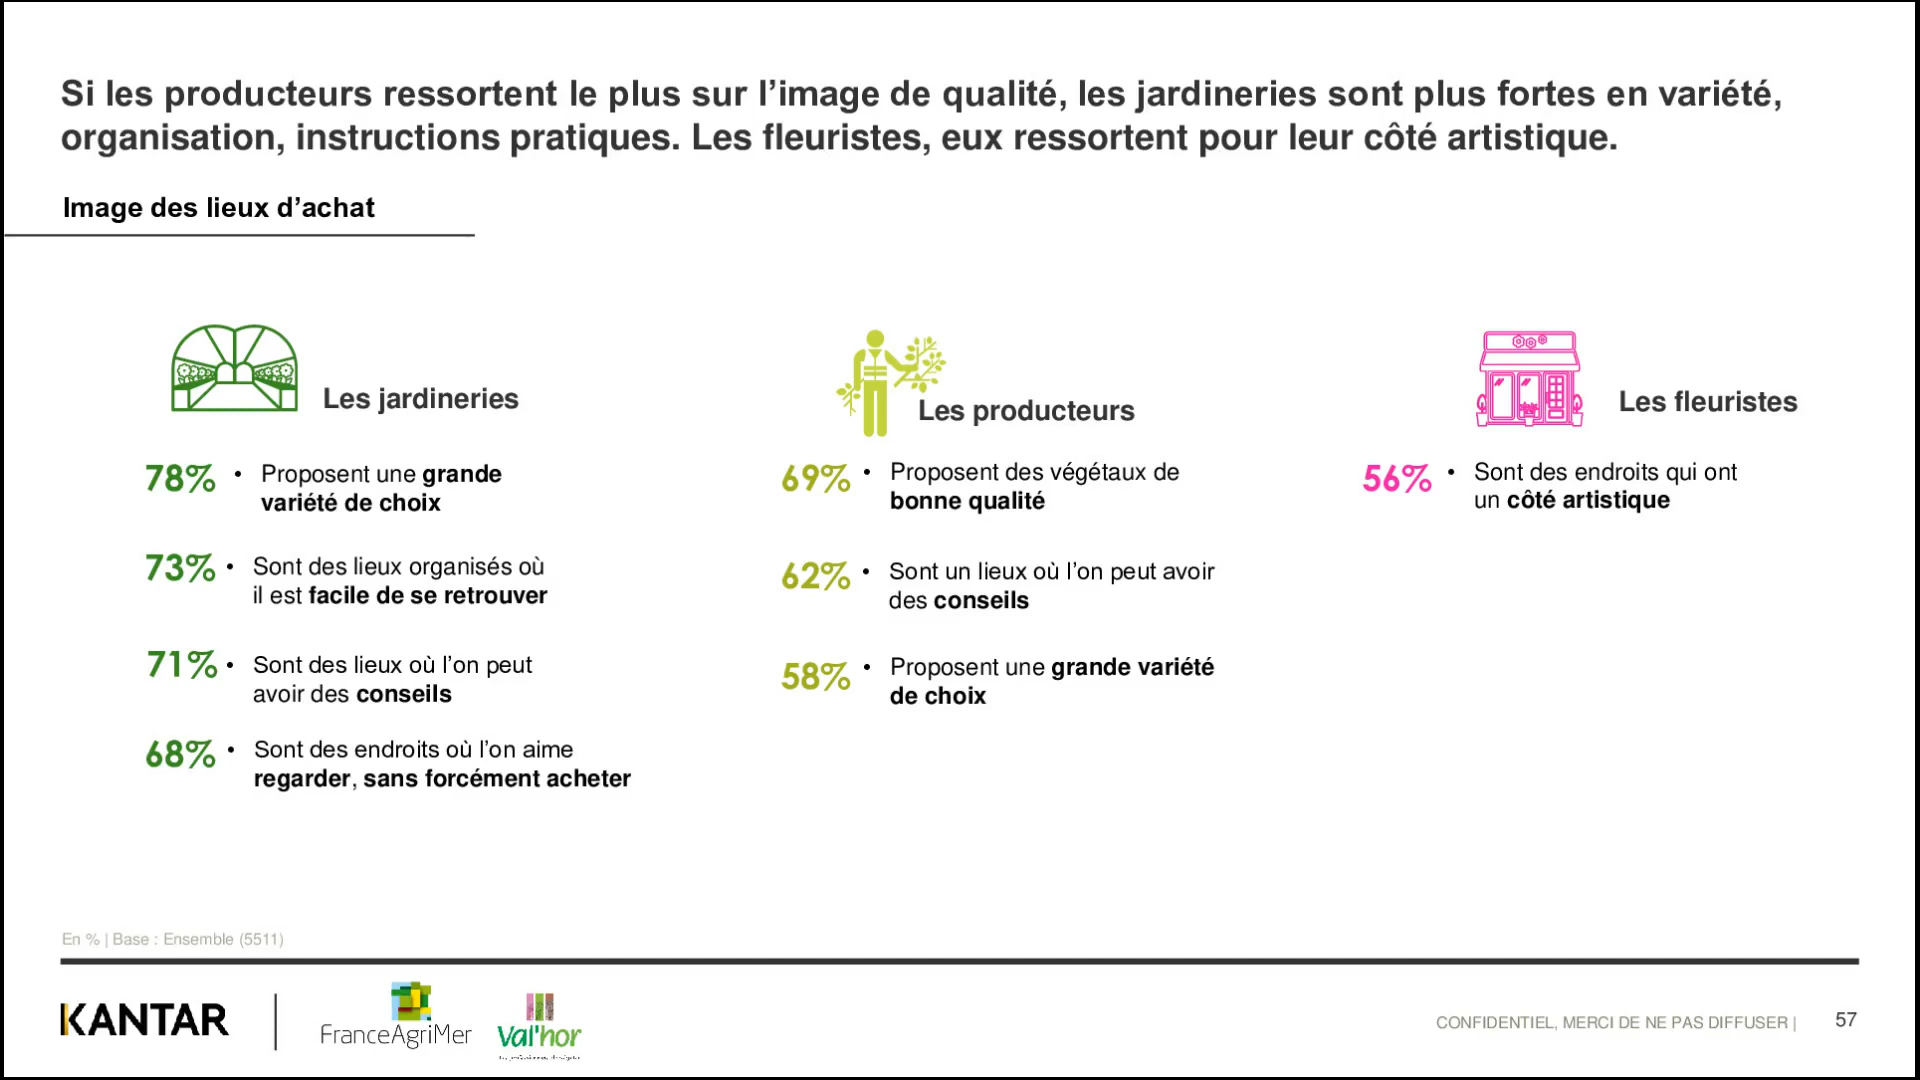 Si les producteurs ressortent le plus sur l’image de qualité, les jardineries sont plus fortes en variété,
organisation, instructions pratiques. Les fleuristes, eux ressortent pour leur côté artistique.
Image des lieux d’achat
Les jardineries
78% • Proposent une grande
variété de choix
73% • Sont des lieux organisés où
il est facile de se retrouver
71% • Sont des lieux où l’on peut
avoir des conseils
68% • Sont des endroits où l’on aime
regarder, sans forcément acheter
Les producteurs
69% • Proposent des végétaux de
bonne qualité
62% • Sont un lieux où l’on peut avoir
des conseils
58% • Proposent une grande variété
de choix
Les fleuristes
56% • Sont des endroits qui ont
un côté artistique
En % | Base : Ensemble (5511)
KANTAR
FranceAgriMer
Val'hor
CONFIDENTIEL, MERCI DE NE PAS DIFFUSER |
57